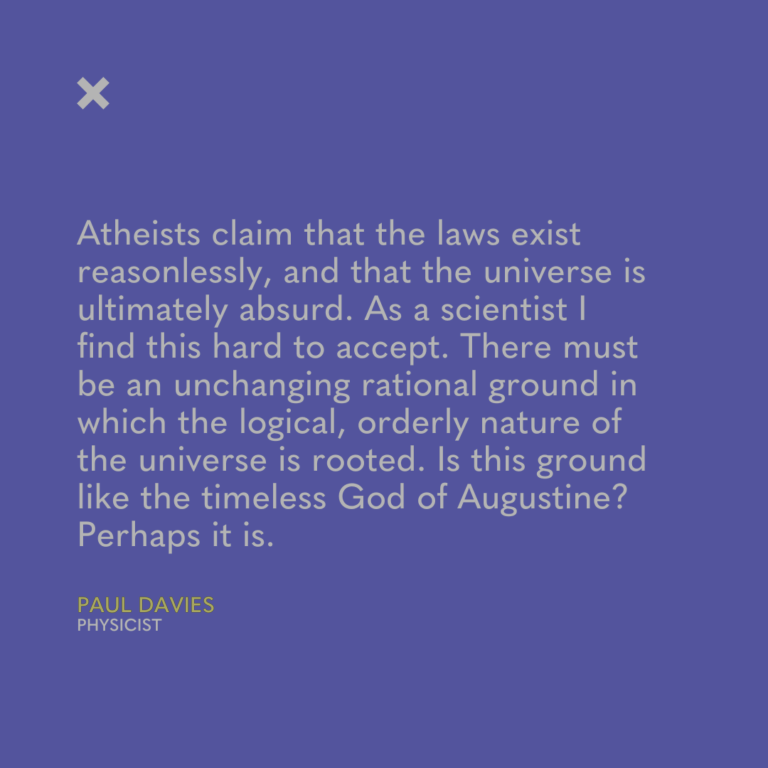 Atheists claim that the laws exist
reasonlessly, and that the universe is
ultimately absurd. As a scientist I
find this hard to accept. There must
be an unchanging rational ground in
which the logical, orderly nature of
the universe is rooted. Is this ground
like the timeless God of Augustine?
Perhaps it is.
PAUL DAVIES
PHYSICIST